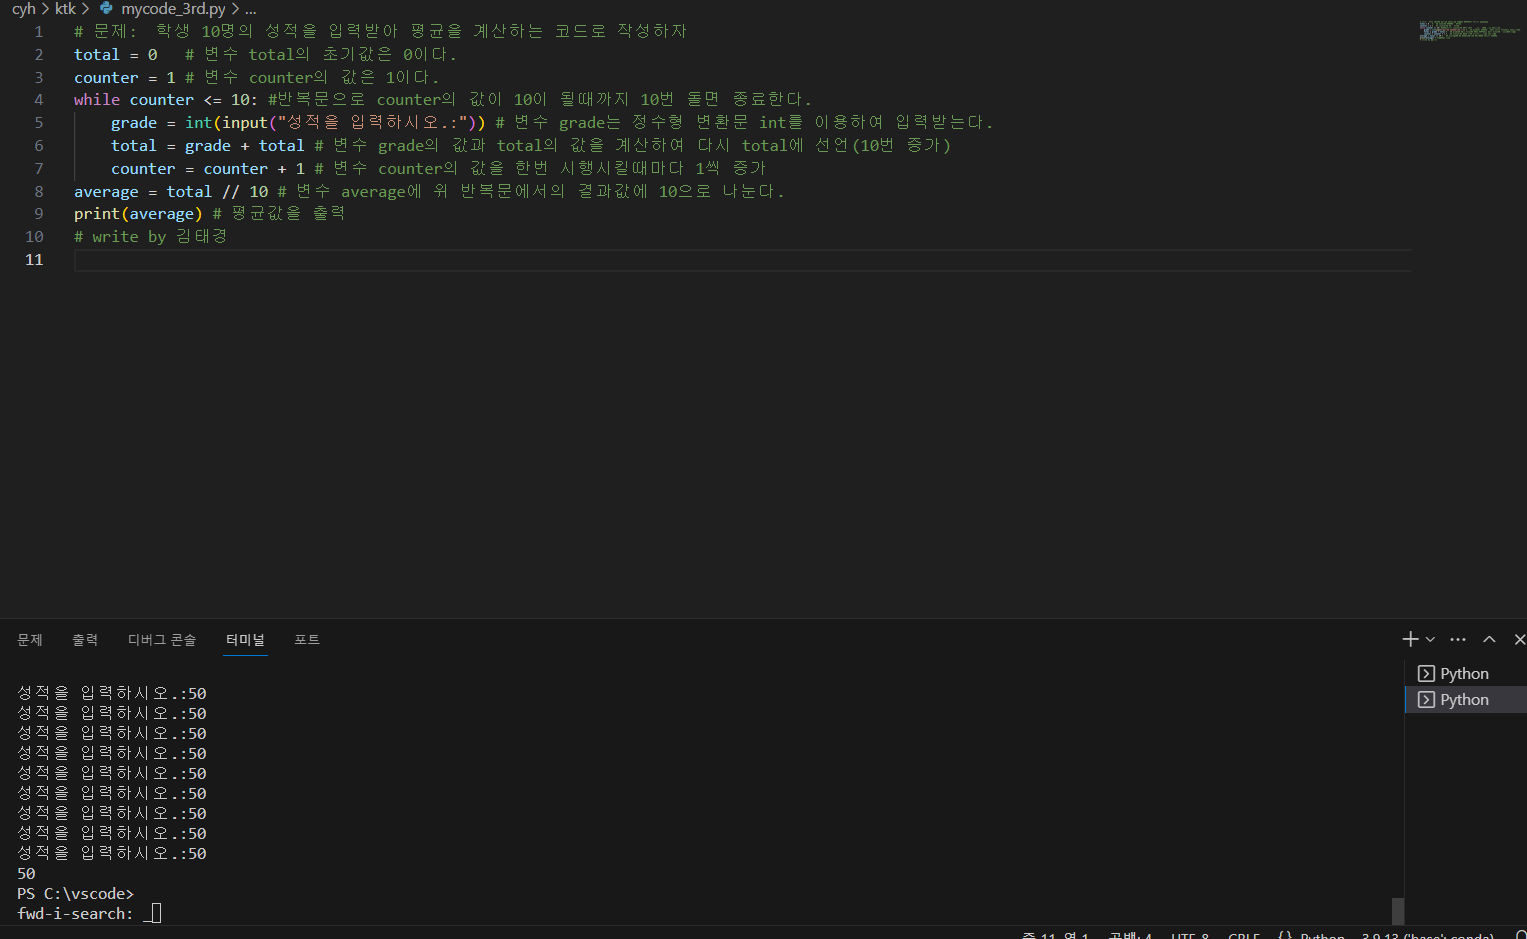 cyh > ktk > mycode_3rd.py > ...
1 # 문제: 학생 10명의 성적을 입력받아 평균을 계산하는 코드로 작성하자
2 total = 0 # 변수 total의 초기값은 0이다.
3 counter = 1 # 변수 counter의 값은 1이다.
4 while counter <= 10: #반복문으로 counter의 값이 10이 될때까지 10번 돌면 종료한다.
5 grade = int(input("성적을 입력하시오.:")) # 변수 grade는 정수형 변환문 int를 이용하여 입력받는다.
6 total = grade + total # 변수 grade의 값과 total의 값을 계산하여 다시 total에 선언(10번 증가)
7 counter = counter + 1 # 변수 counter의 값을 한번 시행시킬때마다 1씩 증가
8 average = total // 10 # 변수 average에 위 반복문에서의 결과값에 10으로 나눈다.
9 print(average) # 평균값을 출력
10 # write by 김태경
11
문제 출력 디버그 콘솔 터미널 포트
성적을 입력하시오.:50
성적을 입력하시오.:50
성적을 입력하시오.:50
성적을 입력하시오.:50
성적을 입력하시오.:50
성적을 입력하시오.:50
성적을 입력하시오.:50
성적을 입력하시오.:50
성적을 입력하시오.:50
50
PS C:\vscode>
fwd-i-search: _
Python
Python
줄 11, 열 1 공백: 4 UTF-8 CRLF {} Python 3.9.13 ('base': conda)